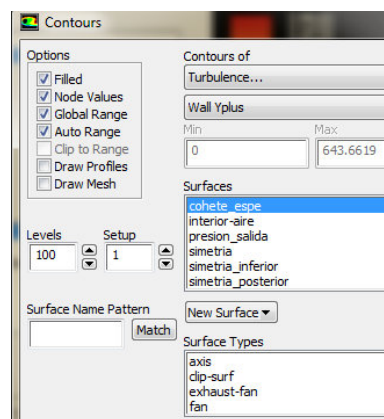 Contours
Options
Filled
Node Values
Global Range
Auto Range
Clip to Range
Draw Profiles
Draw Mesh
Levels
Setup
100
1
Surface Name Pattern
Match
Contours of
Turbulence...
Wall Yplus
Min
Max
0
643.6619
Surfaces
cohete_espe
interior-aire
presion_salida
simetria
simetria_inferior
simetria_posterior
New Surface
Surface Types
axis
clip-surf
exhaust-fan
fan